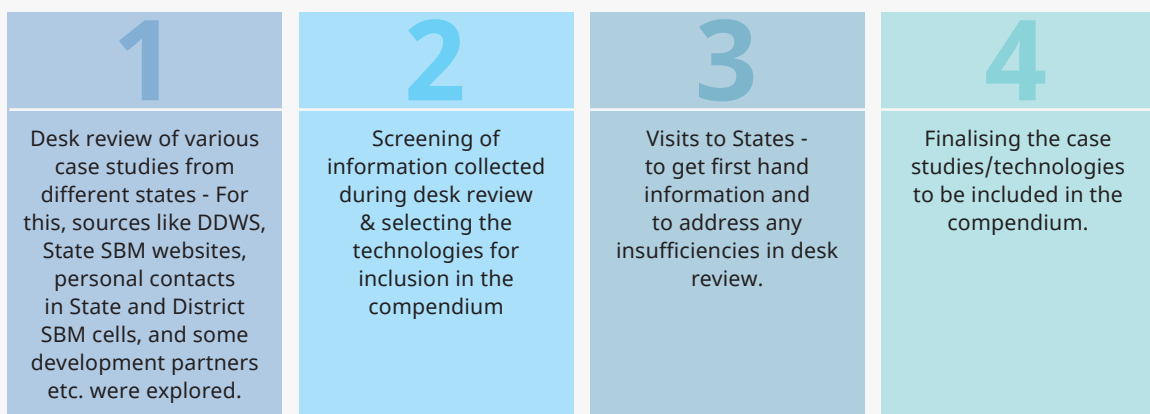 1
Desk review of various
case studies from
different states - For
this, sources like DDWS,
State SBM websites,
personal contacts
in State and District
SBM cells, and some
development partners
etc. were explored.
2
Screening of
information collected
during desk review
& selecting the
technologies for
inclusion in the
compendium
3
Visits to States -
to get first hand
information and
to address any
insufficiencies in desk
review.
4
Finalising the case
studies/technologies
to be included in the
compendium.